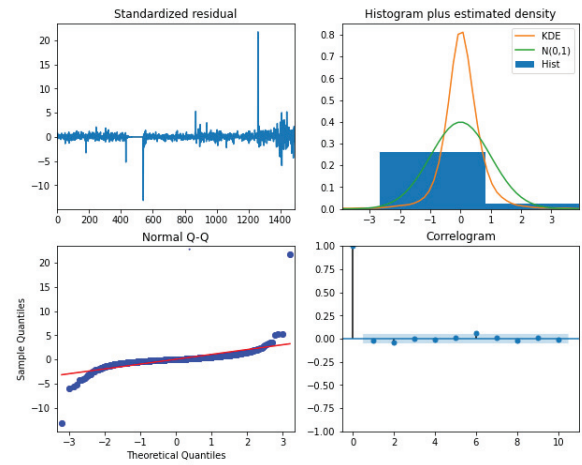 Standardized residual
20
15
10
5
0
−5
−10
0 200 400 600 800 1000 1200 1400
Histogram plus estimated density
KDE
N(0,1)
Hist
0.8
0.7
0.6
0.5
0.4
0.3
0.2
0.1
0.0
−3 −2 −1 0 1 2 3
Normal Q-Q
Sample Quantiles
20
15
10
5
0
−5
−10
−3 −2 −1 0 1 2 3
Theoretical Quantiles
Correlogram
1.00
0.75
0.50
0.25
0.00
−0.25
−0.50
−0.75
−1.00
0 2 4 6 8 10